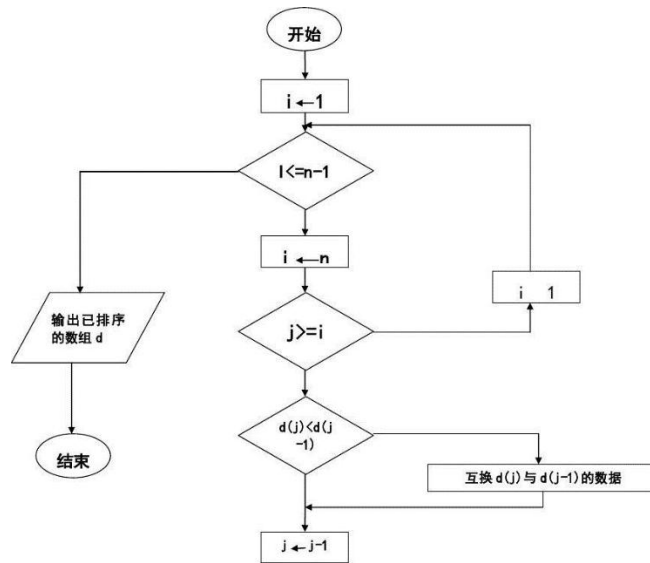 开始
i ←1
I<=n-1
i ←n
i 1
输出已排序
的数组 d
j>=i
d(j)<d(j
-1)
结束
互换 d(j)与 d(j-1)的数据
j ← j-1